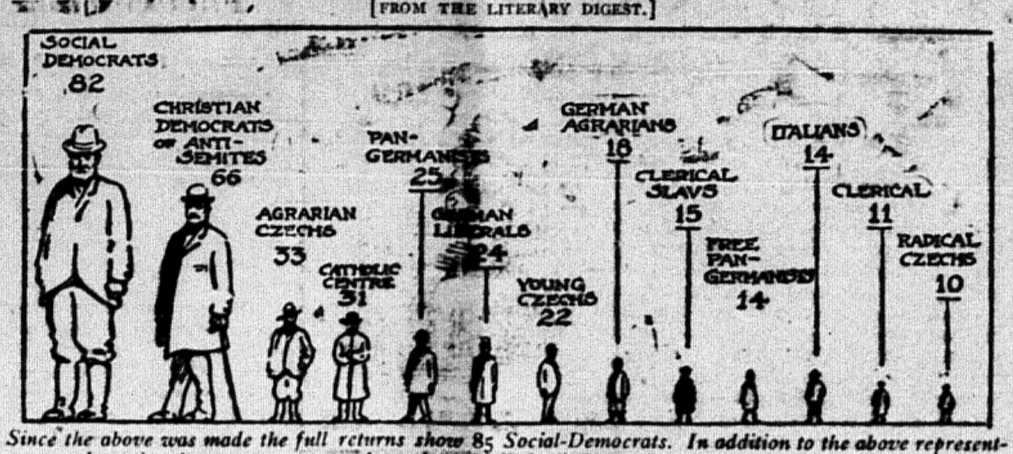 [FROM THE LITERARY DIGEST.]
SOCIAL
DEMOCRATS
82
CHRISTIAN
DEMOCRATS
OR ANTI-
SEMITES
66
AGRARIAN
CZECHS
33
CATHOLIC
CENTRE
31
PAN-
GERMANISTS
25
GERMAN
LIBERALS
24
YOUNG
CZECHS
22
GERMAN
AGRARIANS
18
CLERICAL
SLAVS
15
FREE
PAN-
GERMANISTS
14
(ITALIANS)
14
CLERICAL
11
RADICAL
CZECHS
10
Since the above was made the full returns show 85 Social-Democrats. In addition to the above represent-